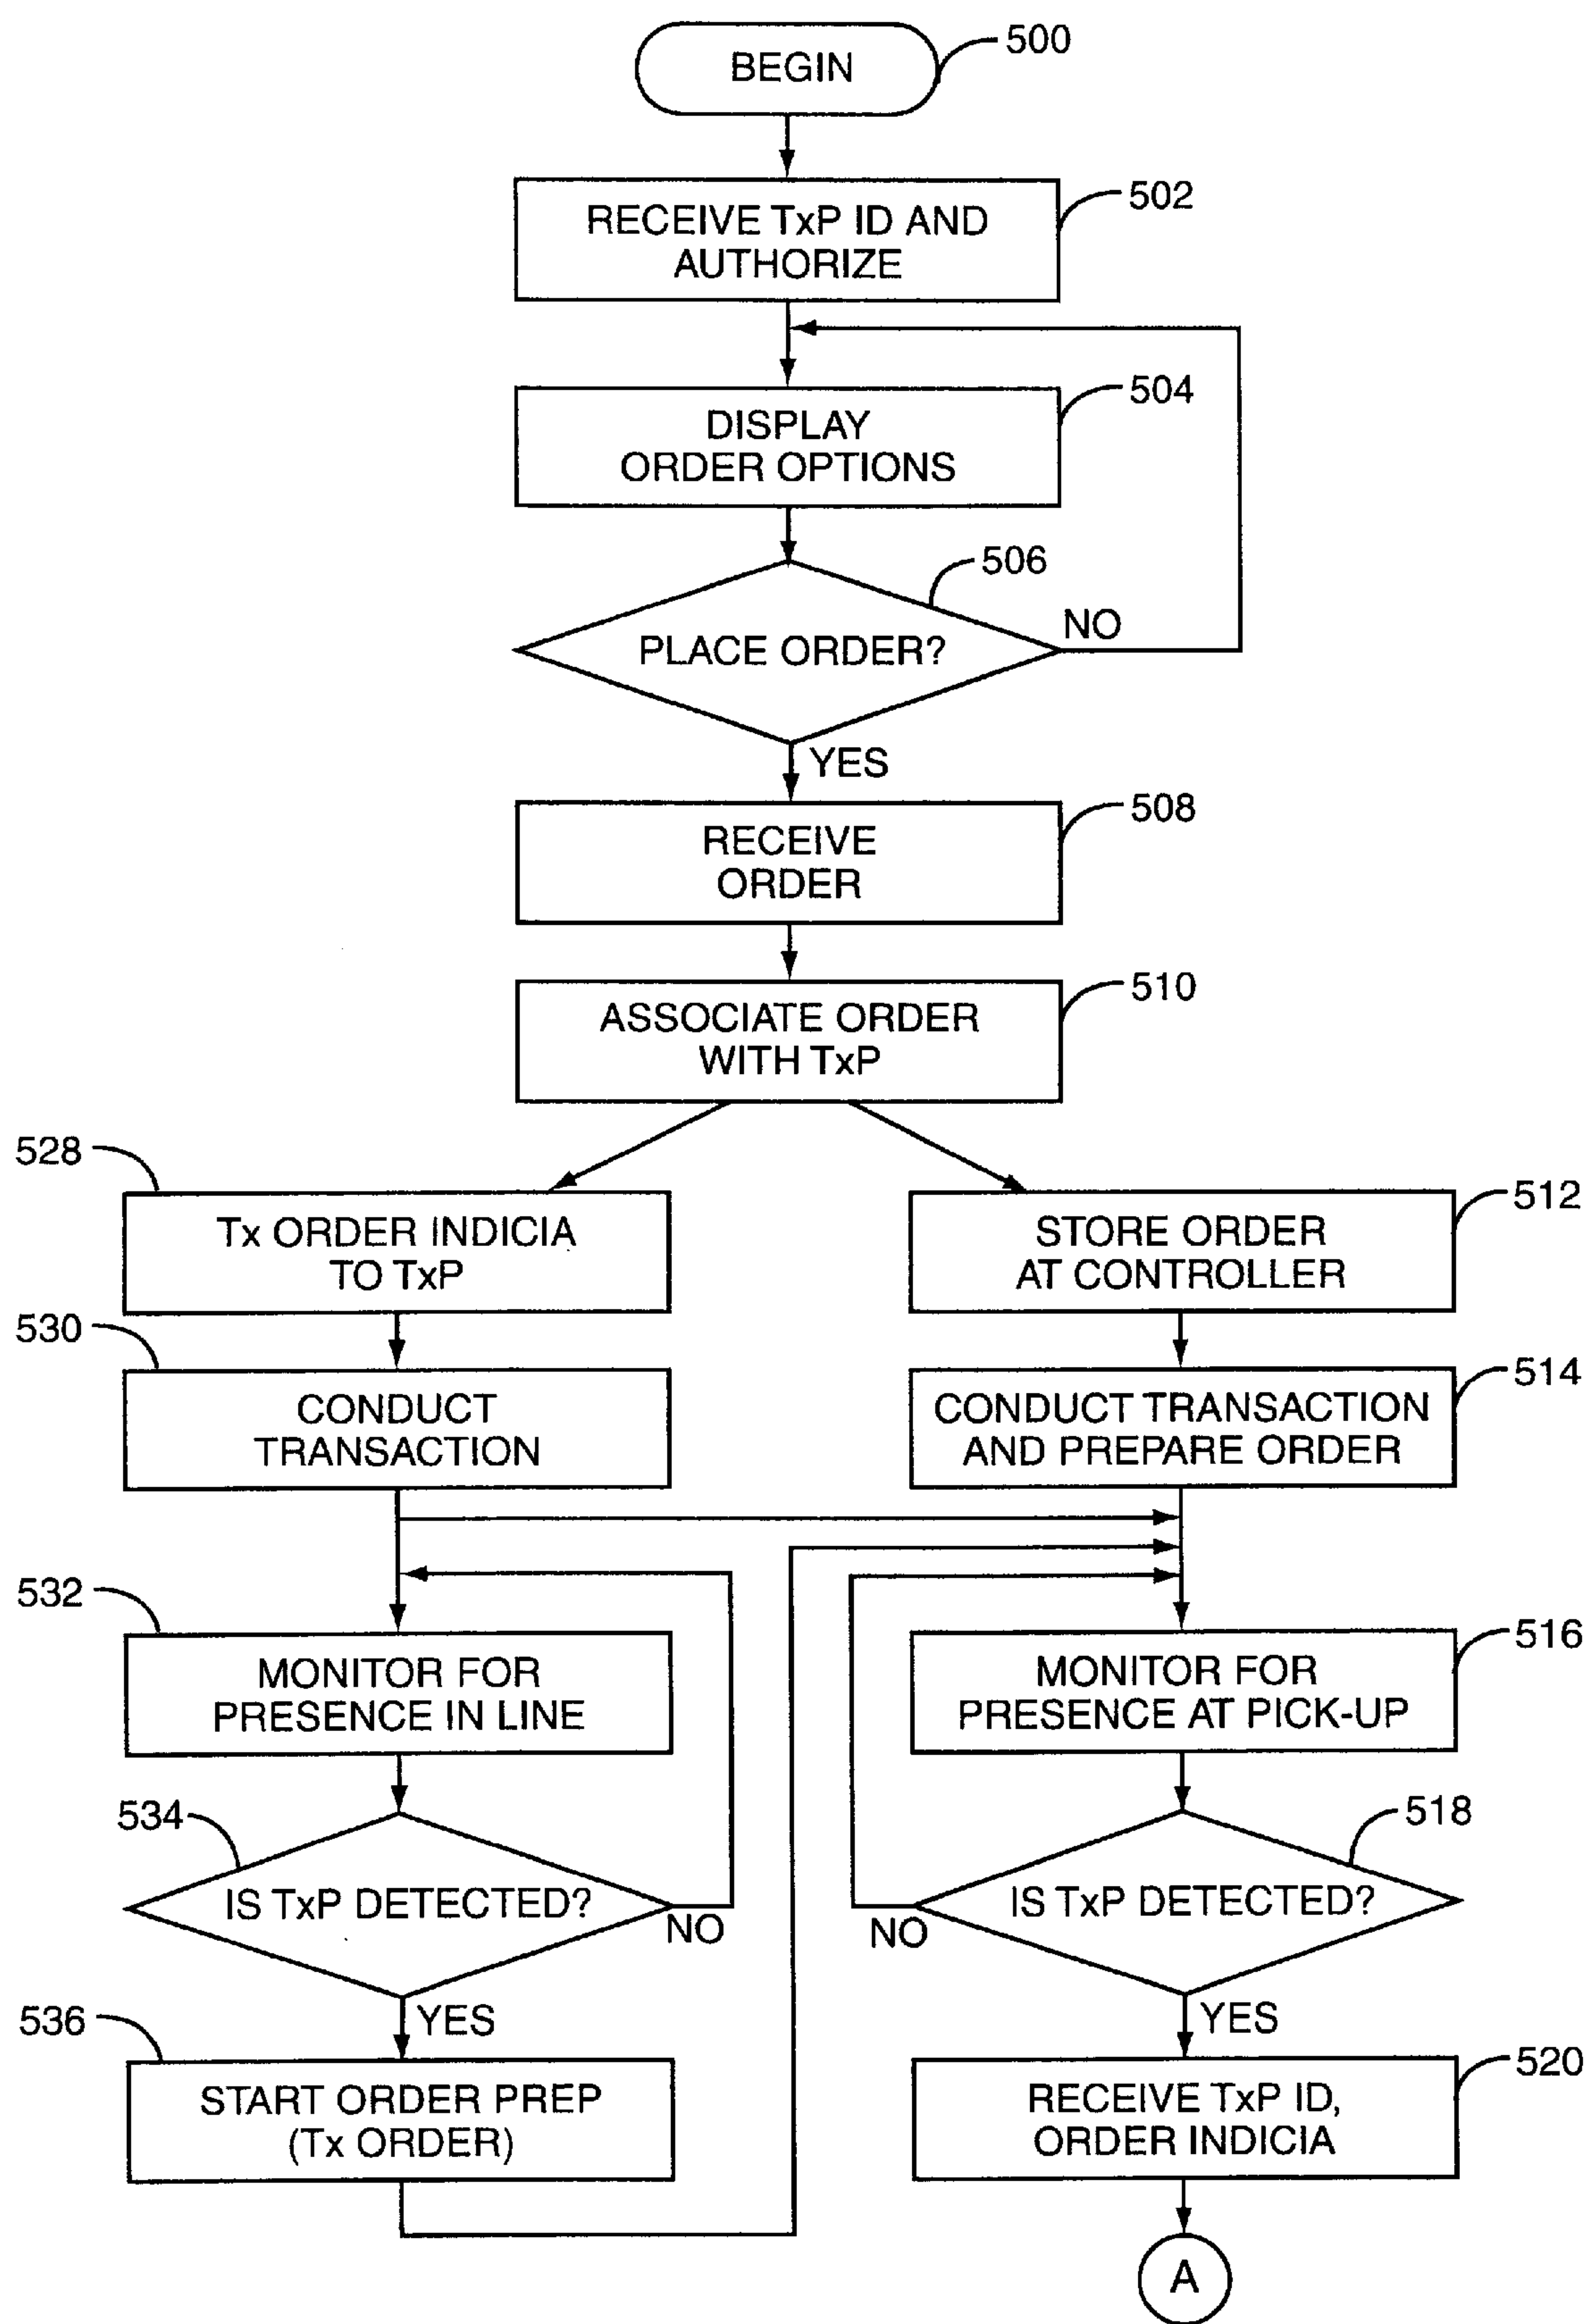 BEGIN
500
RECEIVE TxP ID AND
AUTHORIZE
502
DISPLAY
ORDER OPTIONS
504
PLACE ORDER?
506
NO
YES
RECEIVE
ORDER
508
ASSOCIATE ORDER
WITH TxP
510
528
Tx ORDER INDICIA
TO TxP
STORE ORDER
AT CONTROLLER
512
530
CONDUCT
TRANSACTION
CONDUCT TRANSACTION
AND PREPARE ORDER
514
532
MONITOR FOR
PRESENCE IN LINE
MONITOR FOR
PRESENCE AT PICK-UP
516
534
IS TxP DETECTED?
NO
YES
IS TxP DETECTED?
518
NO
YES
536
START ORDER PREP
(Tx ORDER)
RECEIVE TxP ID,
ORDER INDICIA
520
A